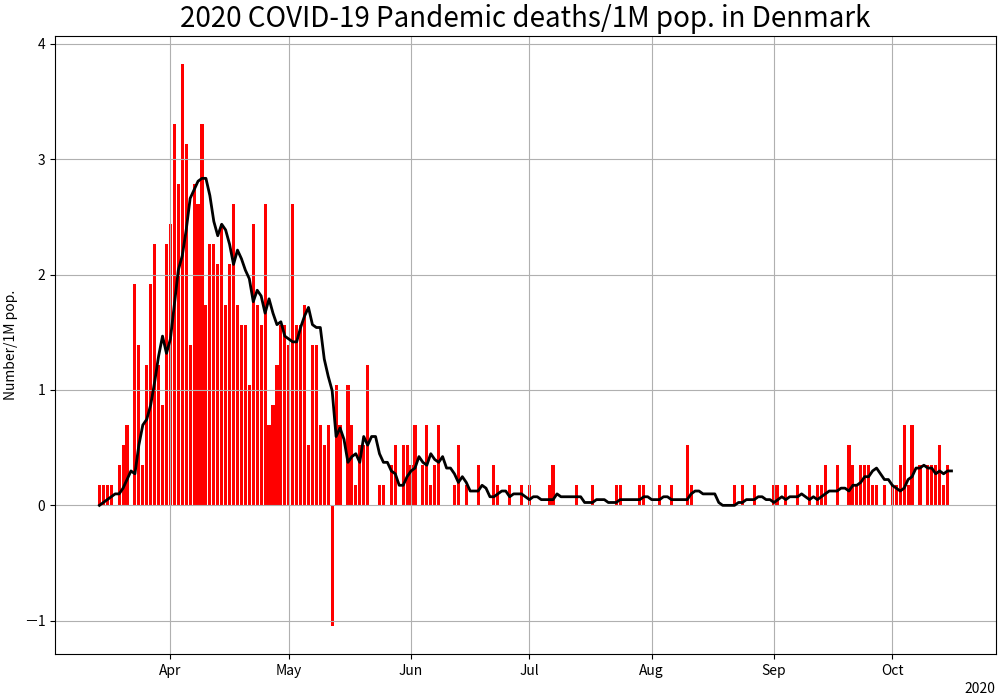 2020 COVID-19 Pandemic deaths/1M pop. in Denmark
Number/1M pop.
4
3
2
1
0
−1
Apr May Jun Jul Aug Sep Oct
2020